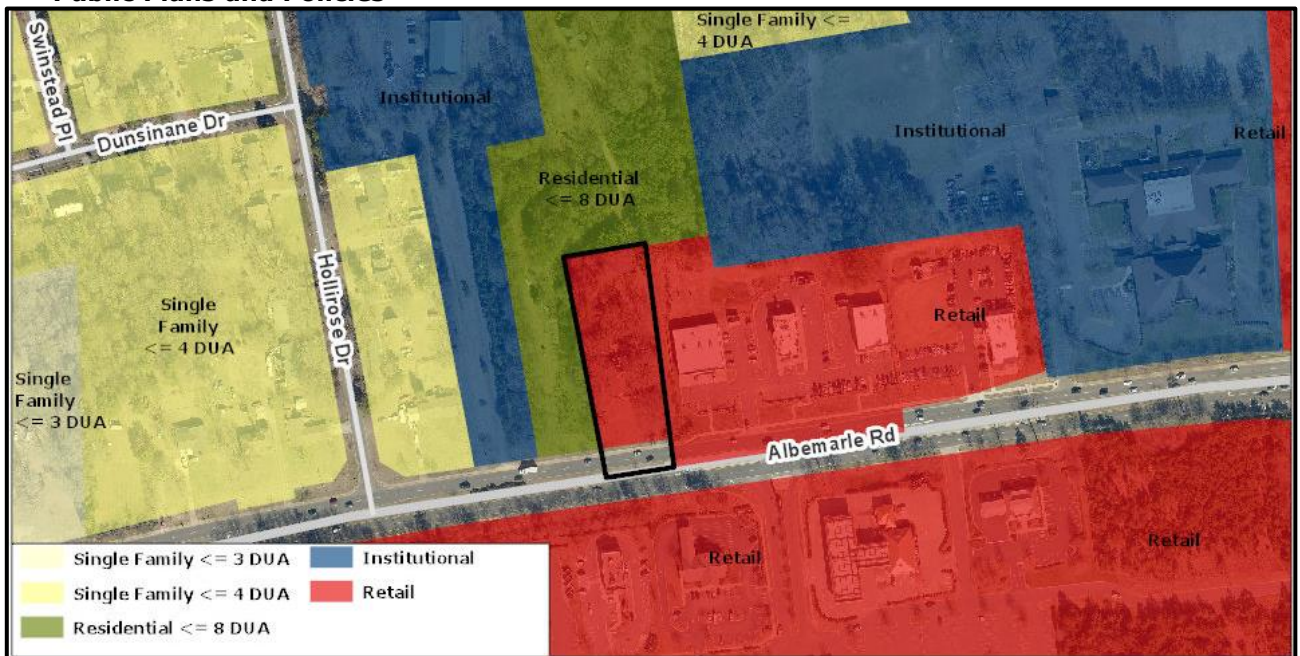 Public Plans and Policies
Single Family <=
4 DUA
Swinstead Pl
Dunsinane Dr
Institutional
Institutional
Retail
Residential
<= 8 DUA
Hollirose Dr
Single
Family
<= 4 DUA
Retail
Single
Family
<= 3 DUA
Albemarle Rd
Retail
Retail
Single Family <= 3 DUA
Institutional
Single Family <= 4 DUA
Retail
Residential <= 8 DUA